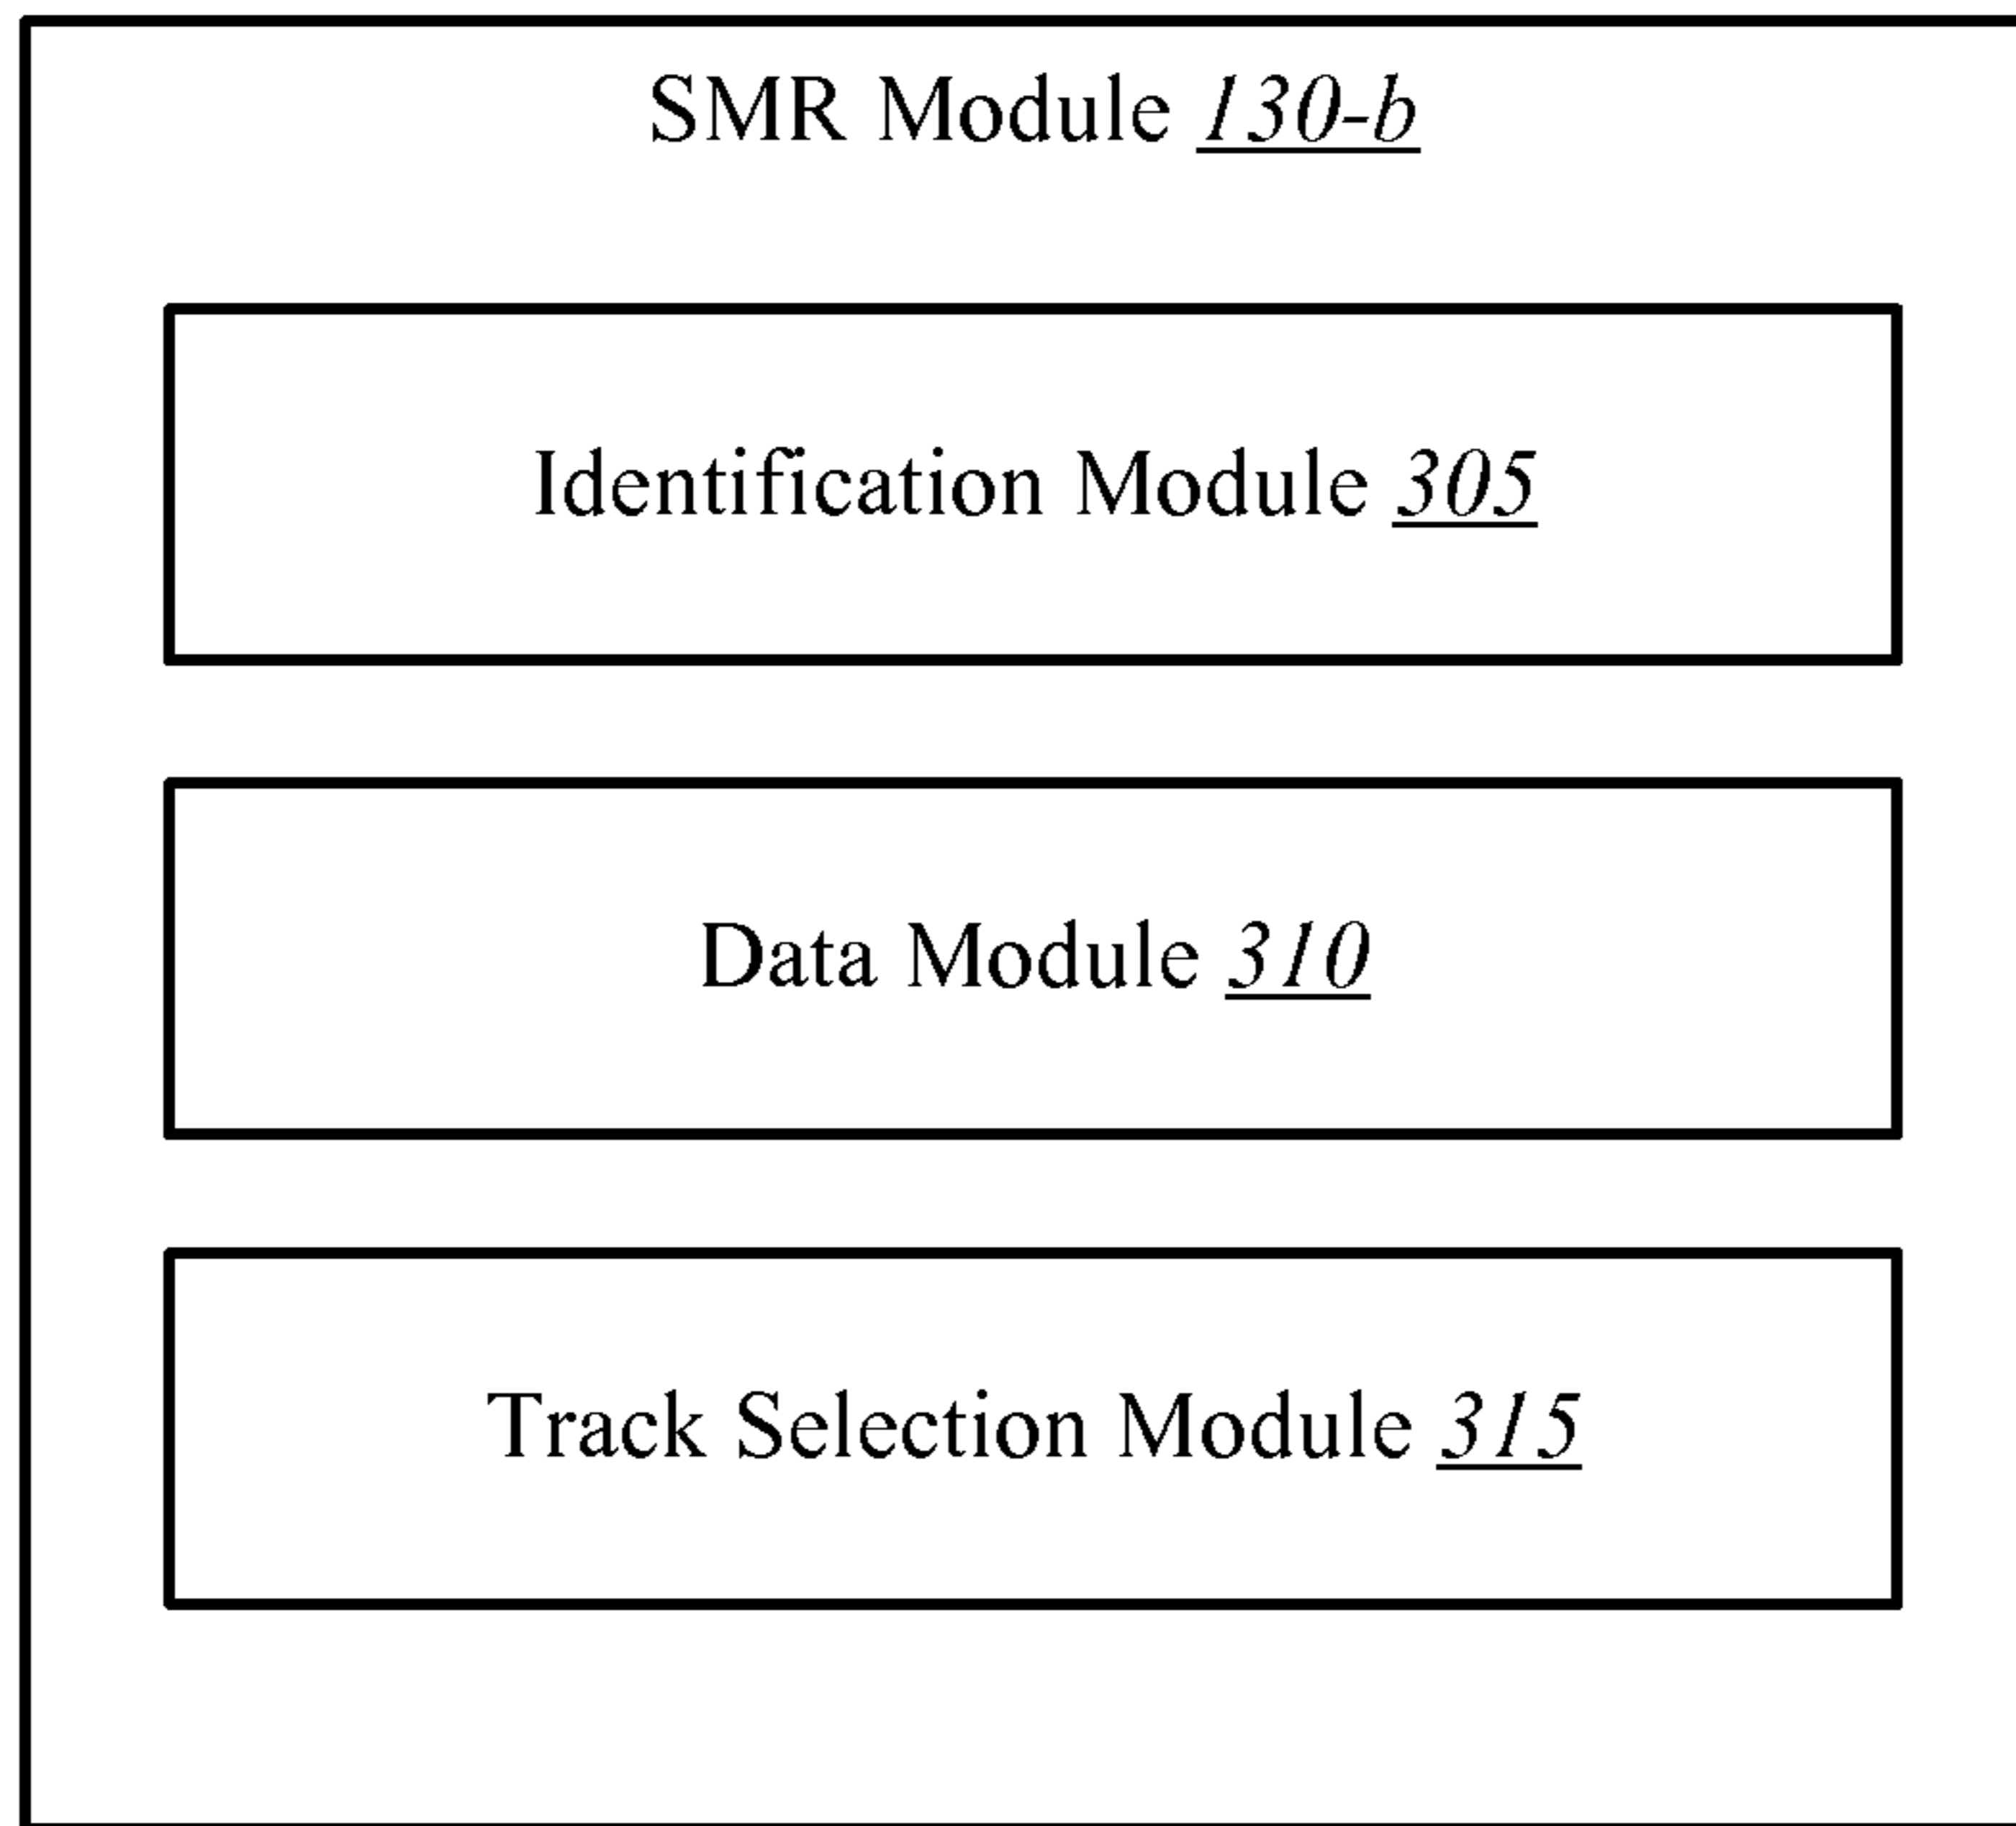 SMR Module 130-b
Identification Module 305
Data Module 310
Track Selection Module 315